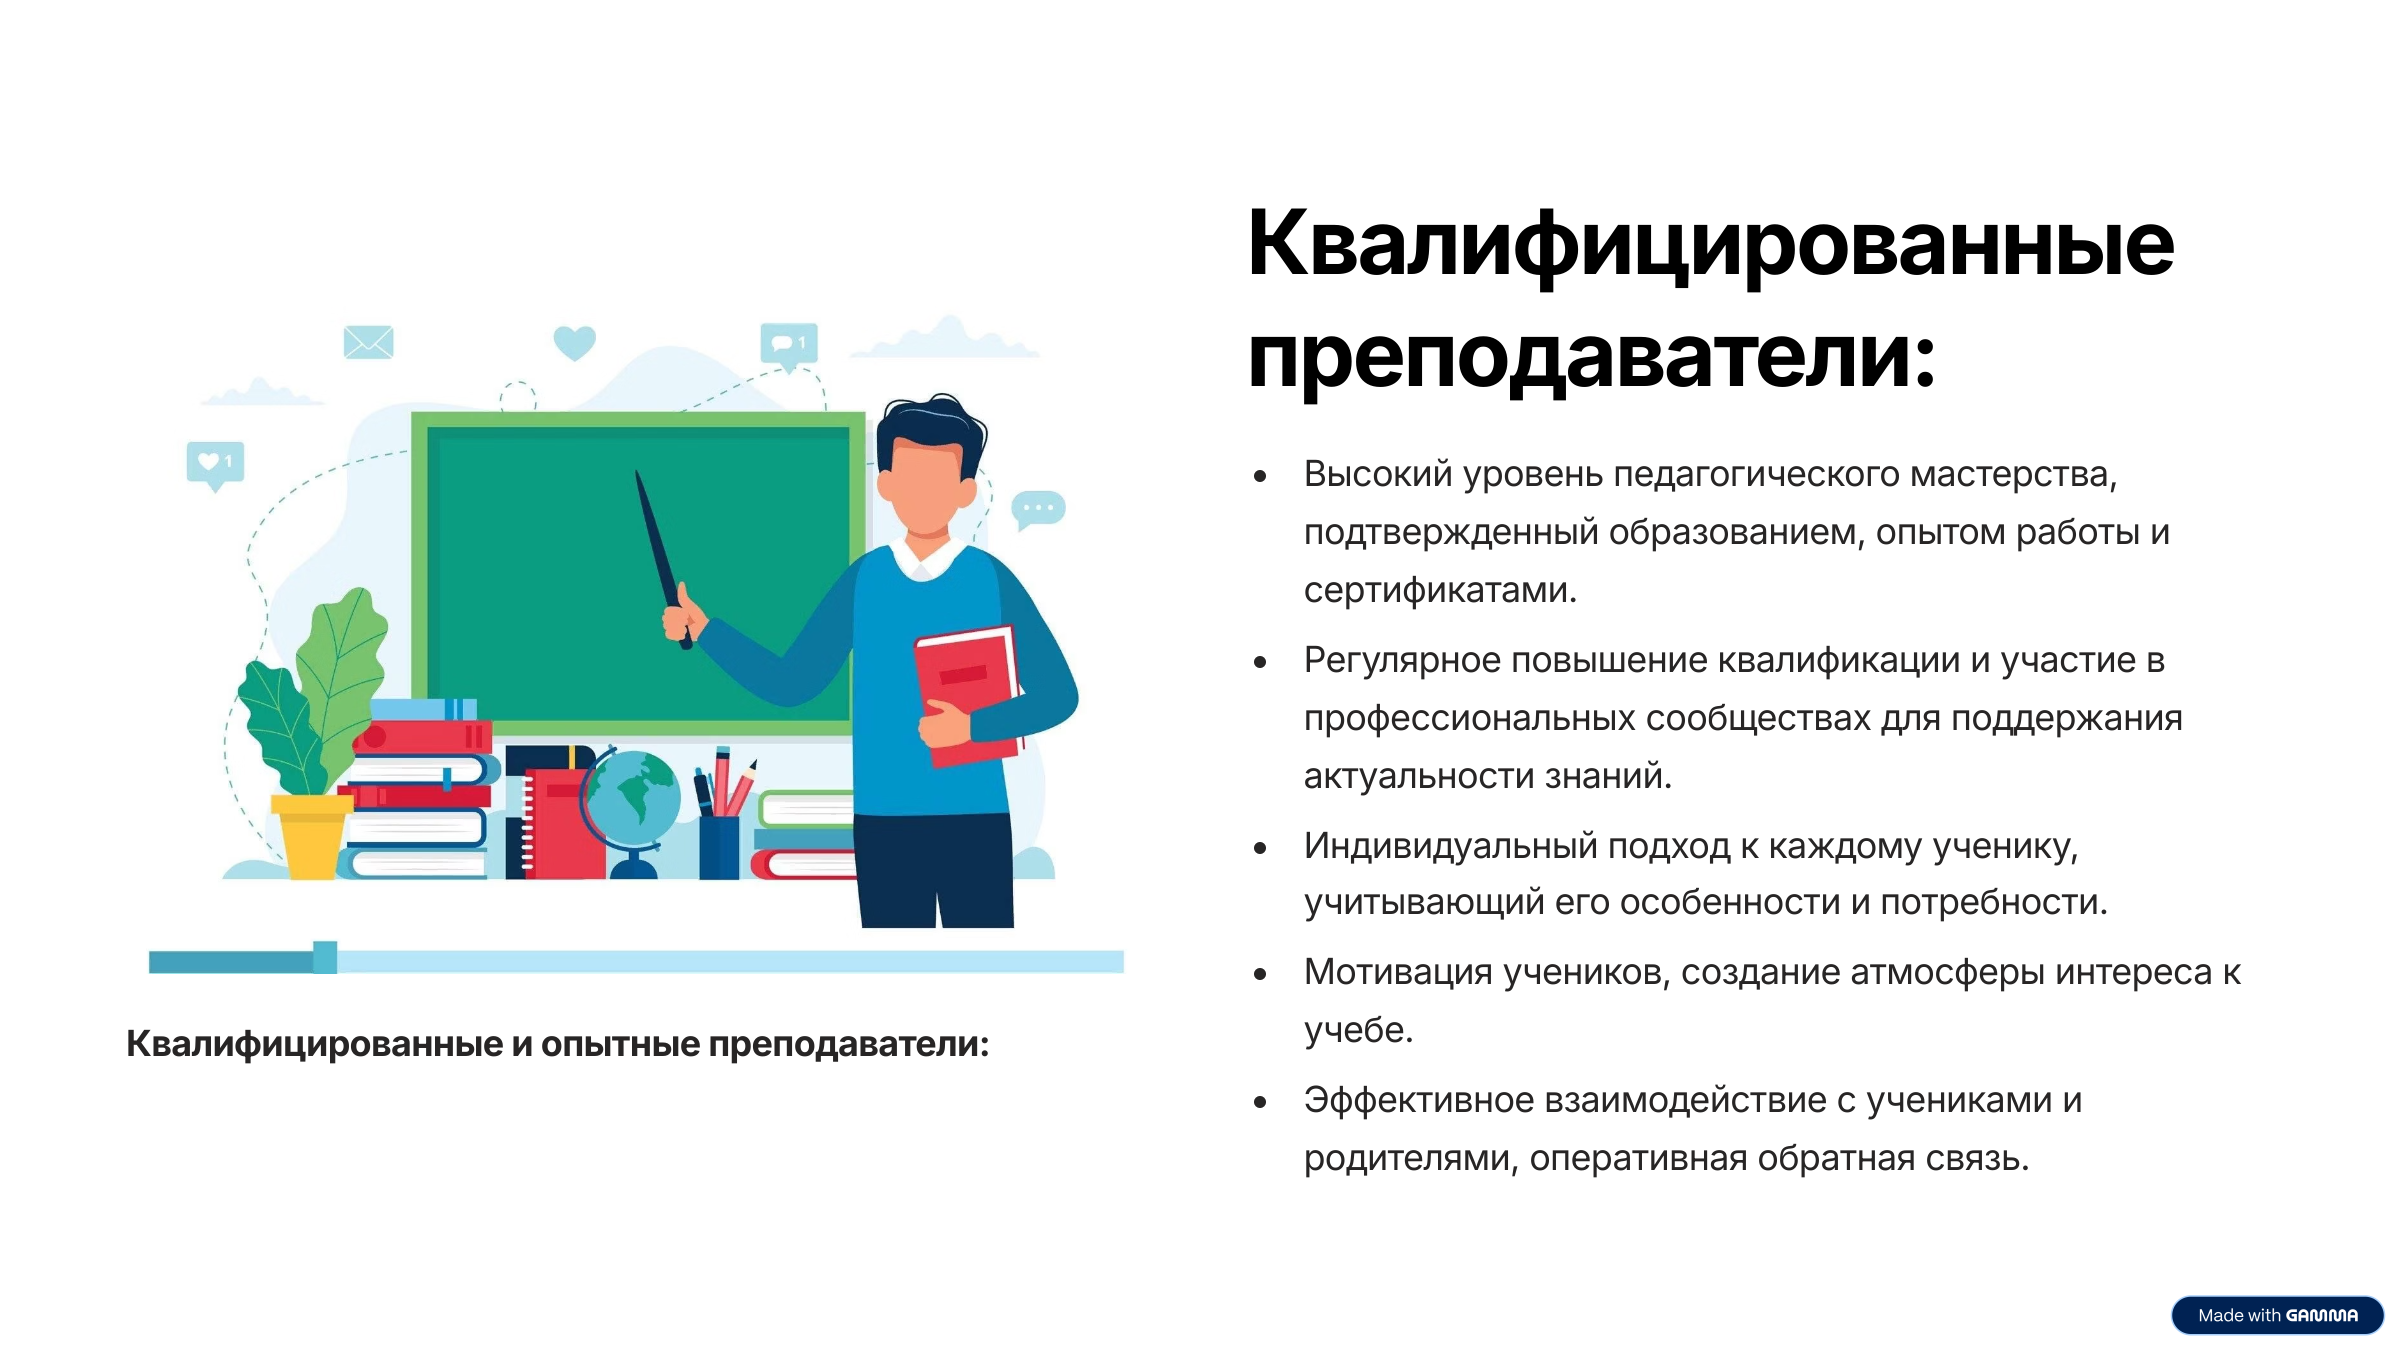 Квалифицированные
преподаватели:
• Высокий уровень педагогического мастерства,
подтвержденный образованием, опытом работы и
сертификатами.
• Регулярное повышение квалификации и участие в
профессиональных сообществах для поддержания
актуальности знаний.
• Индивидуальный подход к каждому ученику,
учитывающий его особенности и потребности.
• Мотивация учеников, создание атмосферы интереса к
учебе.
• Эффективное взаимодействие с учениками и
родителями, оперативная обратная связь.
1
1
Квалифицированные и опытные преподаватели:
Made with GAMMA